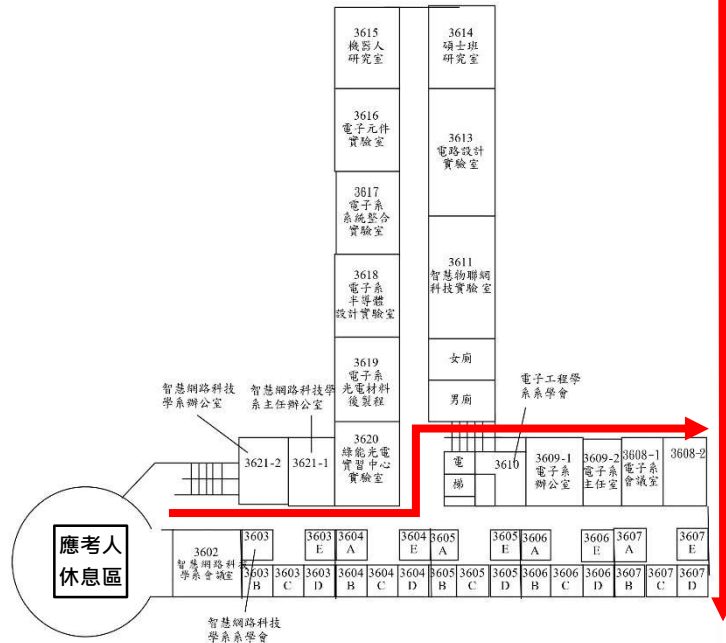 3615
機器人
研究室
3614
碩士班
研究室
3616
電子元件
實驗室
3613
電路設計
實驗室
3617
電子系
系統整合
實驗室
3611
智慧物聯網
科技實驗室
3618
電子系
半導體
設計實驗室
3619
電子系
光電材料
後製程
女廁
男廁
電子工程學
系系學會
智慧網路科技
學系辦公室
智慧網路科技學
系主任辦公室
3621-2
3621-1
3620
綠能光電
實習中心
實驗室
電
梯
3610
3609-1
電子系
辦公室
3609-2
電子系
主任室
3608-1
電子系
會議室
3608-2
應考人
休息區
3602
智慧網路科技
學系會議室
3603
3603
E
3604
A
3604
E
3605
A
3605
E
3606
A
3606
E
3607
A
3607
E
3603
B
3603
C
3603
D
3604
B
3604
C
3604
D
3605
B
3605
C
3605
D
3606
B
3606
C
3606
D
3607
B
3607
C
3607
D
智慧網路科技
學系系學會